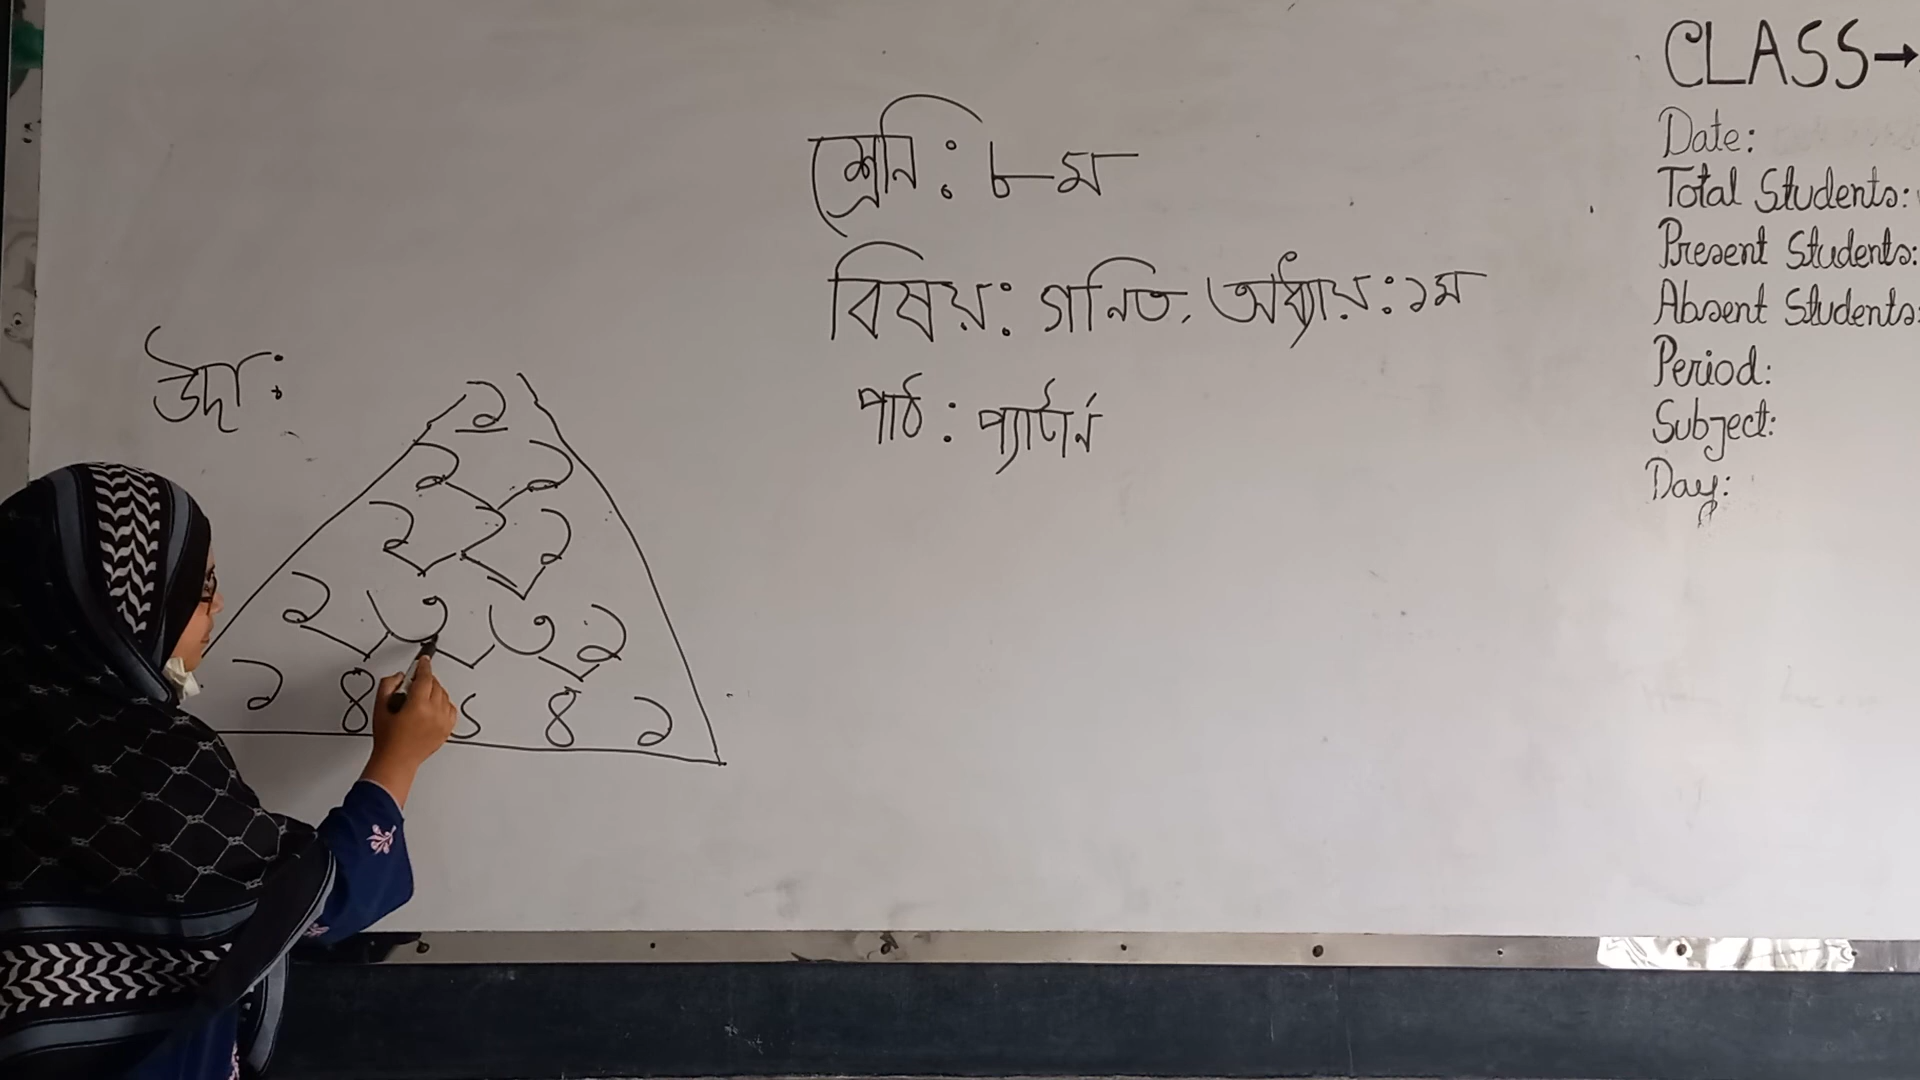 শ্রেনি : ৮ম
বিষয় : গনিত, অধ্যায় : ১ম
পাঠ : প্যাটার্ন
উদা :
১
১ ১
১ ২ ১
১ ৩ ৩ ১
১ ৪ ৬ ৪ ১
CLASS→
Date:
Total Students:
Present Students:
Absent Students:
Period:
Subject:
Day: